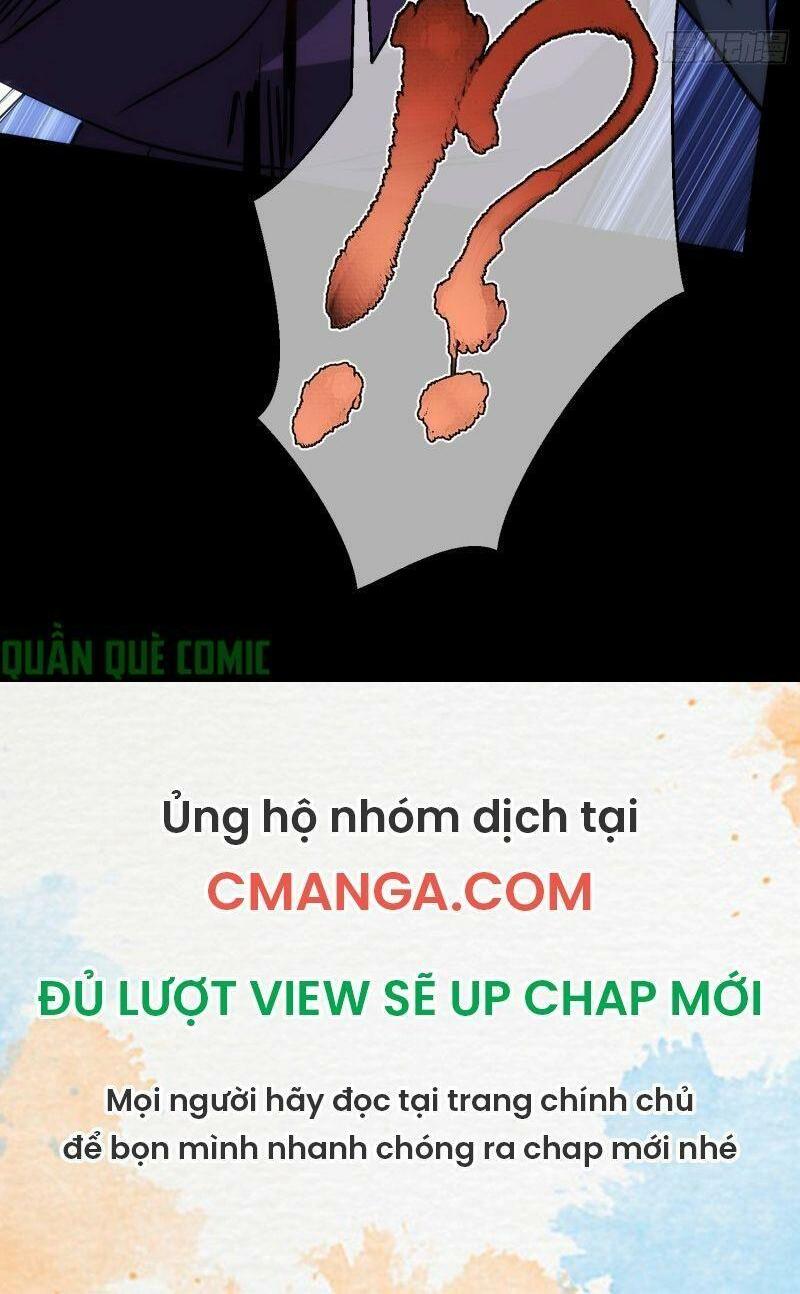 !?
QUẦN QUÈ COMIC
Ủng hộ nhóm dịch tại
CMANGA.COM
ĐỦ LƯỢT VIEW SẼ UP CHAP MỚI
Mọi người hãy đọc tại trang chính chủ
để bọn mình nhanh chóng ra chap mới nhé